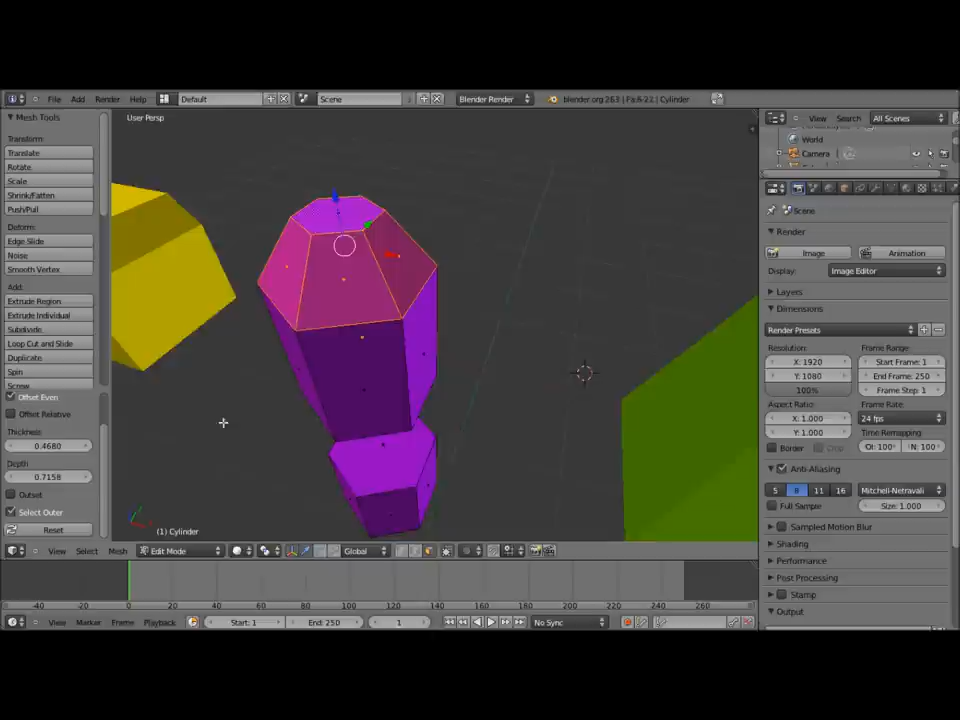 File Add Render Help Default Scene Blender Render blender.org 263
View Search All Scenes
Mesh Tools
User Persp
World
Camera
Transform:
Translate
Rotate
Scale
Shrink/Fatten
Push/Pull
Deform:
Edge Slide
Noise
Smooth Vertex
Add:
Extrude Region
Extrude Individual
Subdivide
Loop Cut and Slide
Duplicate
Spin
Screw
Offset Even
Offset Relative
Thickness
0.4680
Depth
0.7158
Outset
Select Outer
Reset
(1) Cylinder
View Select Mesh Edit Mode Global
Scene
Render
Image Animation
Display: Image Editor
Layers
Dimensions
Render Presets
Resolution: Frame Range:
X: 1920 Start Frame: 1
Y: 1080 End Frame: 250
100% Frame Step: 1
Aspect Ratio: Frame Rate:
X: 1.000 24 fps
Y: 1.000 Time Remapping
Border Crop
Anti-Aliasing
5 8 11 16 Mitchell-Netravali
Full Sample Size: 1.000
Sampled Motion Blur
Shading
Performance
Post Processing
Stamp
Output
-40 -20 0 20 40 60 80 100 120 140 160 180 200 220 240 260
View Marker Frame Playback Start: 1 End: 250 1 No Sync